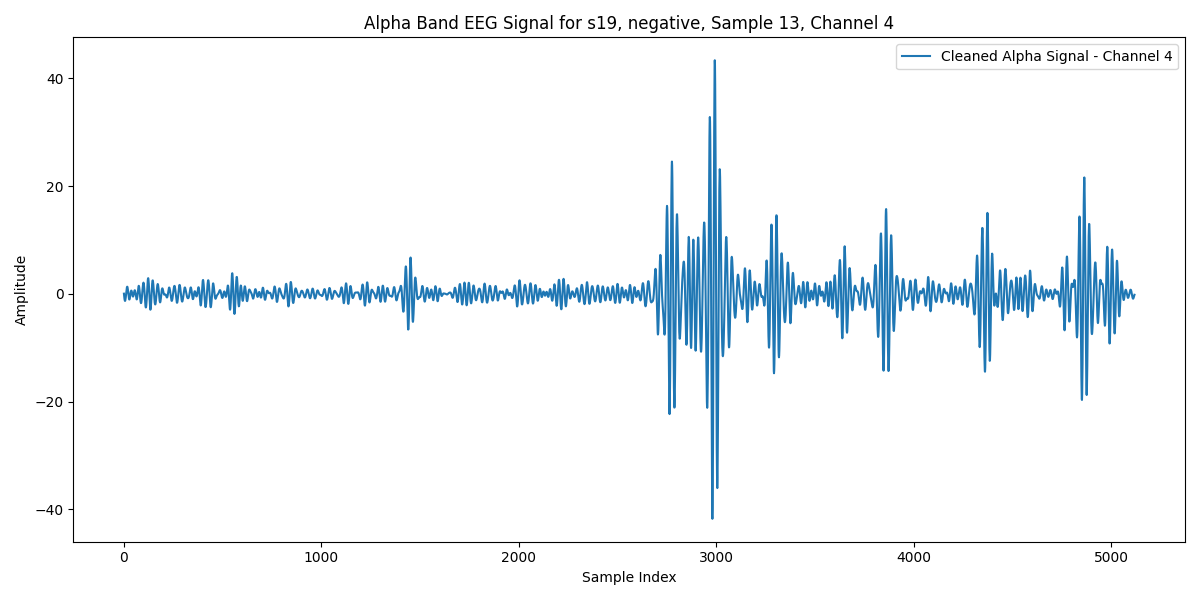 Alpha Band EEG Signal for s19, negative, Sample 13, Channel 4
Cleaned Alpha Signal - Channel 4
Amplitude
40
20
0
−20
−40
0 1000 2000 3000 4000 5000
Sample Index